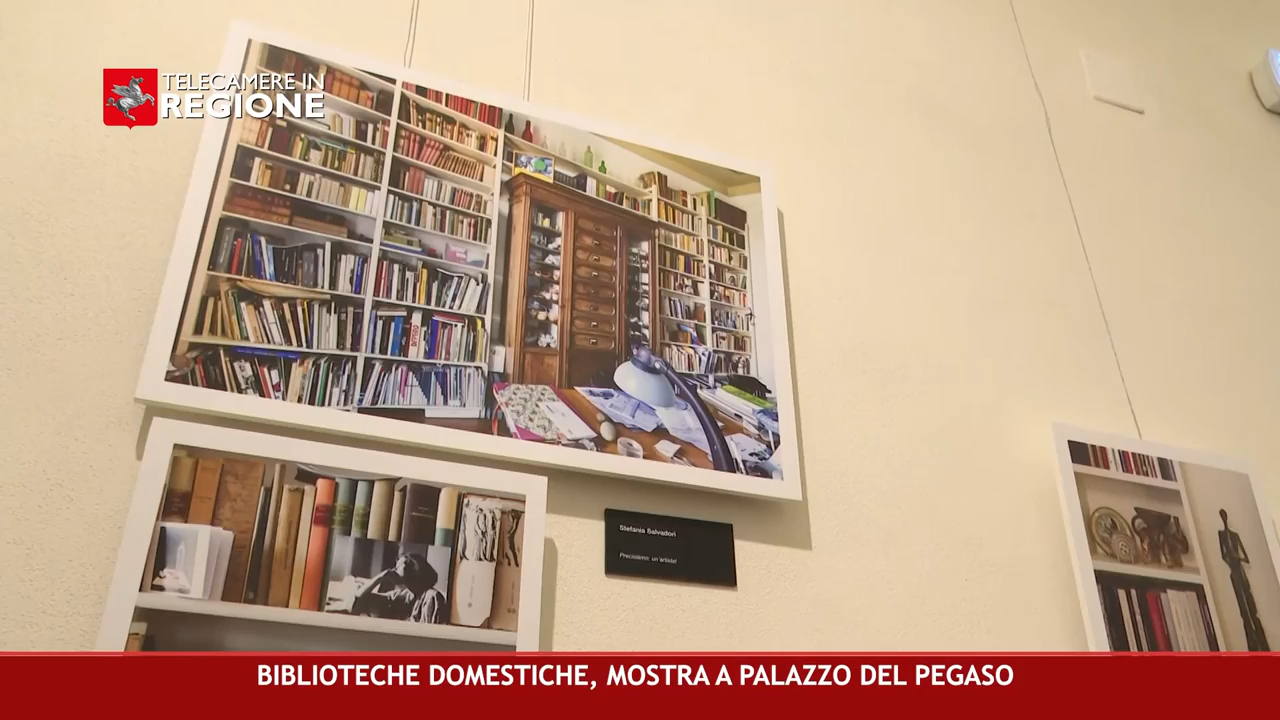 TELECAMERE IN
REGIONE
Stefania Salvadori
BIBLIOTECHE DOMESTICHE, MOSTRA A PALAZZO DEL PEGASO